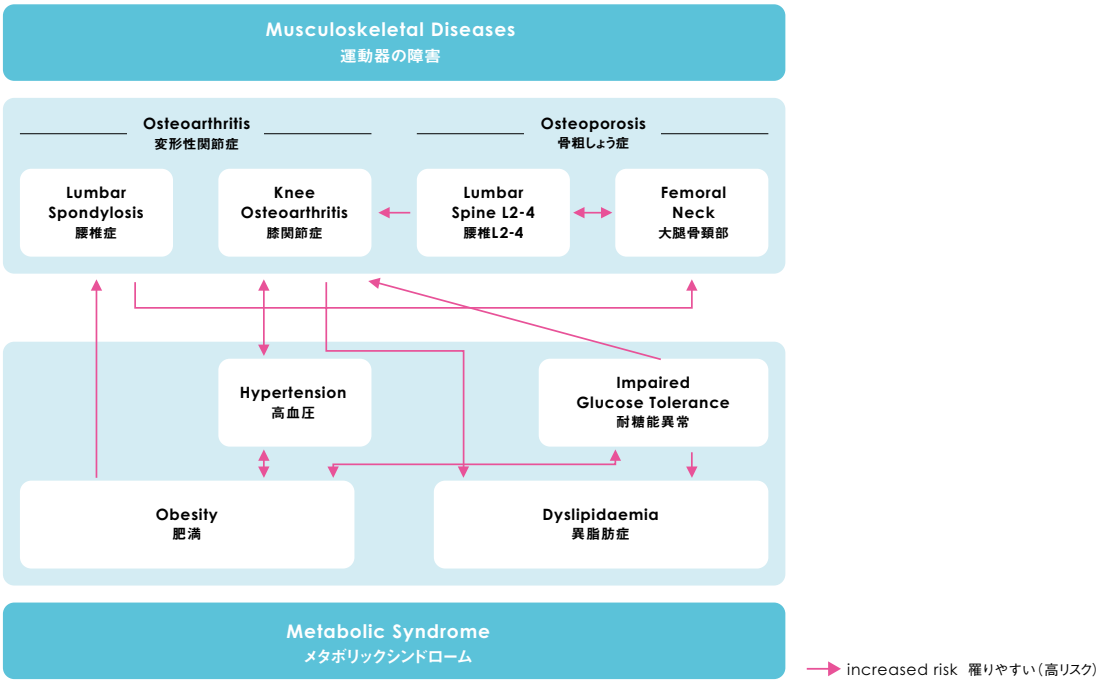 Musculoskeletal Diseases
運動器の障害
Osteoarthritis
変形性関節症
Osteoporosis
骨粗しょう症
Lumbar
Spondylosis
腰椎症
Knee
Osteoarthritis
膝関節症
Lumbar
Spine L2-4
腰椎L2-4
Femoral
Neck
大腿骨頚部
Hypertension
高血圧
Impaired
Glucose Tolerance
耐糖能異常
Obesity
肥満
Dyslipidaemia
異脂肪症
Metabolic Syndrome
メタボリックシンドローム
increased risk 罹りやすい(高リスク)